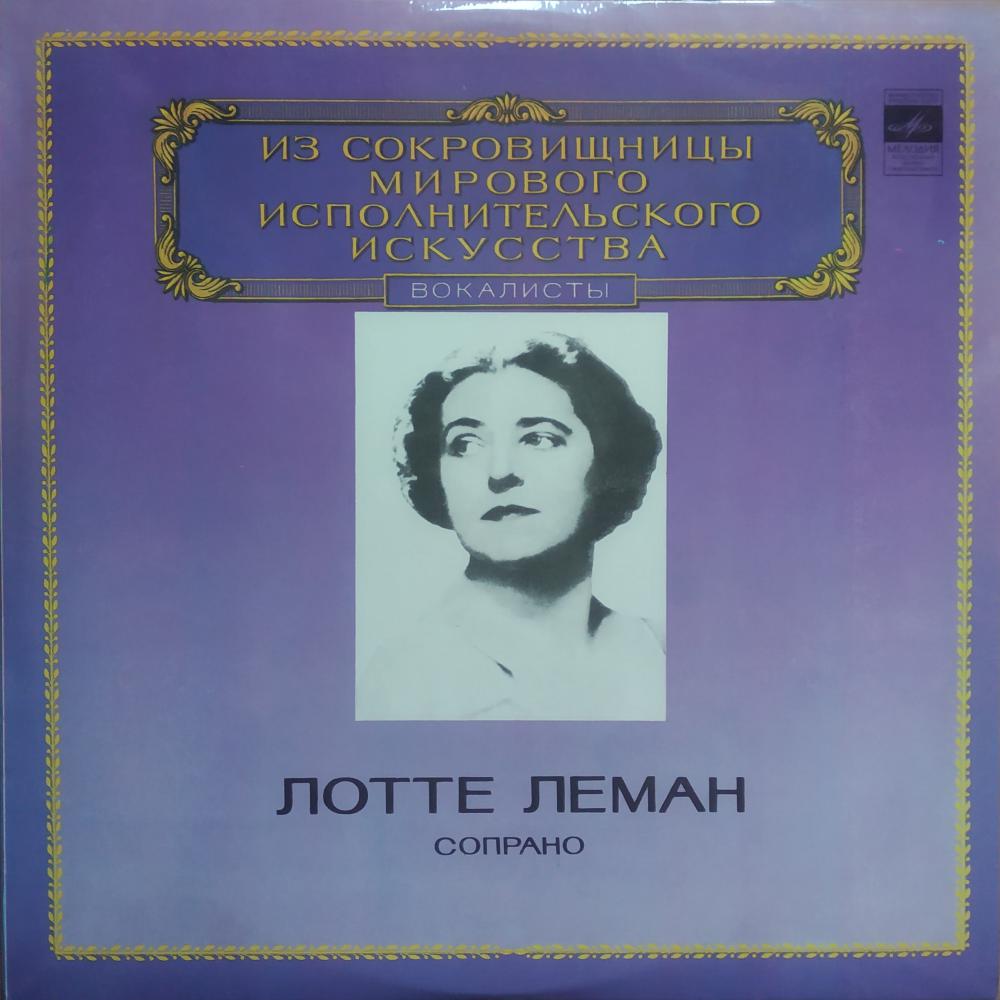 ИЗ СОКРОВИЩНИЦЫ
МИРОВОГО
ИСПОЛНИТЕЛЬСКОГО
ИСКУССТВА
ВОКАЛИСТЫ
МЕЛОДИЯ
ЛОТТЕ ЛЕМАН
СОПРАНО